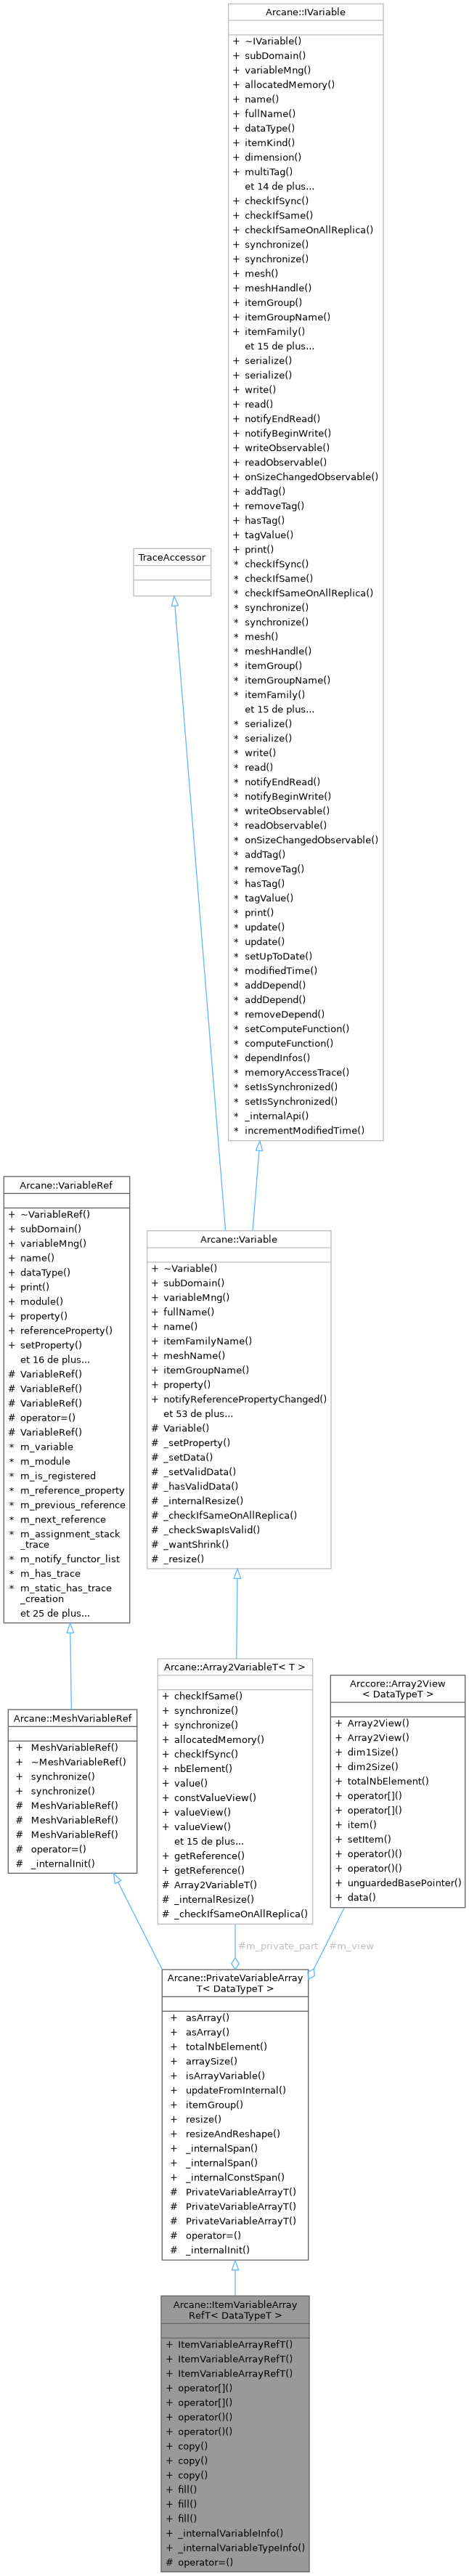 Arcane::IVariable
+ ~IVariable()
+ subDomain()
+ variableMng()
+ allocatedMemory()
+ name()
+ fullName()
+ dataType()
+ itemKind()
+ dimension()
+ multiTag()
et 14 de plus...
+ checkIfSync()
+ checkIfSame()
+ checkIfSameOnAllReplica()
+ synchronize()
+ synchronize()
+ mesh()
+ meshHandle()
+ itemGroup()
+ itemGroupName()
+ itemFamily()
et 15 de plus...
+ serialize()
+ serialize()
+ write()
+ read()
+ notifyEndRead()
+ notifyBeginWrite()
+ writeObservable()
+ readObservable()
+ onSizeChangedObservable()
+ addTag()
+ removeTag()
+ hasTag()
+ tagValue()
+ print()
* checkIfSync()
* checkIfSame()
* checkIfSameOnAllReplica()
* synchronize()
* synchronize()
* mesh()
* meshHandle()
* itemGroup()
* itemGroupName()
* itemFamily()
et 15 de plus...
* serialize()
* serialize()
* write()
* read()
* notifyEndRead()
* notifyBeginWrite()
* writeObservable()
* readObservable()
* onSizeChangedObservable()
* addTag()
* removeTag()
* hasTag()
* tagValue()
* print()
* update()
* update()
* setUpToDate()
* modifiedTime()
* addDepend()
* addDepend()
* removeDepend()
* setComputeFunction()
* computeFunction()
* dependInfos()
* memoryAccessTrace()
* setIsSynchronized()
* setIsSynchronized()
* _internalApi()
* incrementModifiedTime()
TraceAccessor
Arcane::VariableRef
+ ~VariableRef()
+ subDomain()
+ variableMng()
+ name()
+ dataType()
+ print()
+ module()
+ property()
+ referenceProperty()
+ setProperty()
et 16 de plus...
# VariableRef()
# VariableRef()
# VariableRef()
# operator=()
# VariableRef()
* m_variable
* m_module
* m_is_registered
* m_reference_property
* m_previous_reference
* m_next_reference
* m_assignment_stack
_trace
* m_notify_functor_list
* m_has_trace
* m_static_has_trace
_creation
et 25 de plus...
Arcane::Variable
+ ~Variable()
+ subDomain()
+ variableMng()
+ fullName()
+ name()
+ itemFamilyName()
+ meshName()
+ itemGroupName()
+ property()
+ notifyReferencePropertyChanged()
et 53 de plus...
# Variable()
# _setProperty()
# _setData()
# _setValidData()
# _hasValidData()
# _internalResize()
# _checkIfSameOnAllReplica()
# _checkSwapIsValid()
# _wantShrink()
# _resize()
Arcane::MeshVariableRef
+ MeshVariableRef()
+ ~MeshVariableRef()
+ synchronize()
+ synchronize()
# MeshVariableRef()
# MeshVariableRef()
# MeshVariableRef()
# operator=()
# _internalInit()
Arcane::Array2VariableT< T >
+ checkIfSame()
+ synchronize()
+ synchronize()
+ allocatedMemory()
+ checkIfSync()
+ nbElement()
+ value()
+ constValueView()
+ valueView()
+ valueView()
et 15 de plus...
+ getReference()
+ getReference()
# Array2VariableT()
# _internalResize()
# _checkIfSameOnAllReplica()
Arccore::Array2View
< DataTypeT >
+ Array2View()
+ Array2View()
+ dim1Size()
+ dim2Size()
+ totalNbElement()
+ operator[]()
+ operator[]()
+ item()
+ setItem()
+ operator()()
+ operator()()
+ unguardedBasePointer()
+ data()
#m_private_part
#m_view
Arcane::PrivateVariableArray
T< DataTypeT >
+ asArray()
+ asArray()
+ totalNbElement()
+ arraySize()
+ isArrayVariable()
+ updateFromInternal()
+ itemGroup()
+ resize()
+ resizeAndReshape()
+ _internalSpan()
+ _internalSpan()
+ _internalConstSpan()
# PrivateVariableArrayT()
# PrivateVariableArrayT()
# PrivateVariableArrayT()
# operator=()
# _internalInit()
Arcane::ItemVariableArray
RefT< DataTypeT >
+ ItemVariableArrayRefT()
+ ItemVariableArrayRefT()
+ ItemVariableArrayRefT()
+ operator[]()
+ operator[]()
+ operator()()
+ operator()()
+ copy()
+ copy()
+ copy()
+ fill()
+ fill()
+ fill()
+ _internalVariableInfo()
+ _internalVariableTypeInfo()
# operator=()